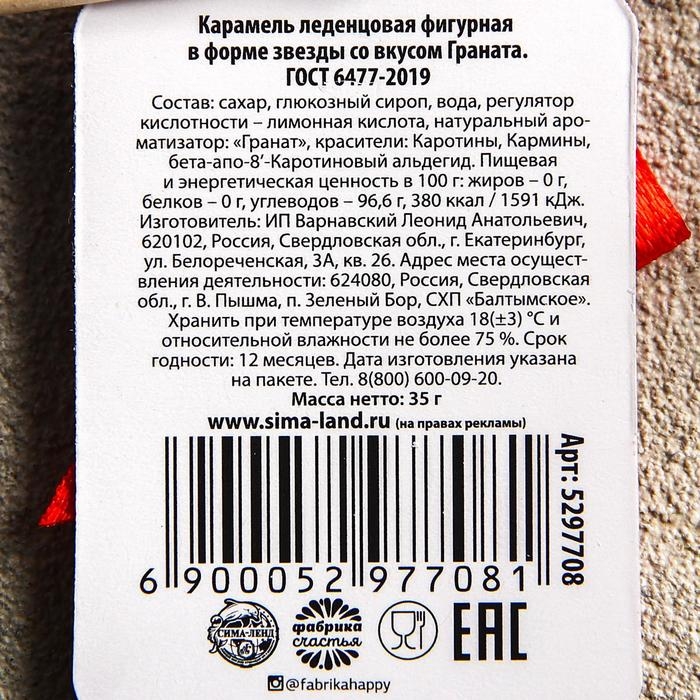 Карамель леденцовая фигурная
в форме звезды со вкусом Граната.
ГОСТ 6477-2019
Состав: сахар, глюкозный сироп, вода, регулятор
кислотности – лимонная кислота, натуральный аро-
матизатор: «Гранат», красители: Каротины, Кармины,
бета-апо-8’-Каротиновый альдегид. Пищевая
и энергетическая ценность в 100 г: жиров – 0 г,
белков – 0 г, углеводов – 96,6 г, 380 ккал / 1591 кДж.
Изготовитель: ИП Варнавский Леонид Анатольевич,
620102, Россия, Свердловская обл., г. Екатеринбург,
ул. Белореченская, 3А, кв. 26. Адрес места осущест-
вления деятельности: 624080, Россия, Свердловская
обл., г. В. Пышма, п. Зеленый Бор, СХП «Балтымское».
Хранить при температуре воздуха 18(±3) °С и
относительной влажности не более 75 %. Срок
годности: 12 месяцев. Дата изготовления указана
на пакете. Тел. 8(800) 600-09-20.
Масса нетто: 35 г
www.sima-land.ru (на правах рекламы)
Арт: 5297708
6 900052 977081
СИМА-ЛЕНД
фабрика
счастья
EAC
@fabrikahappy